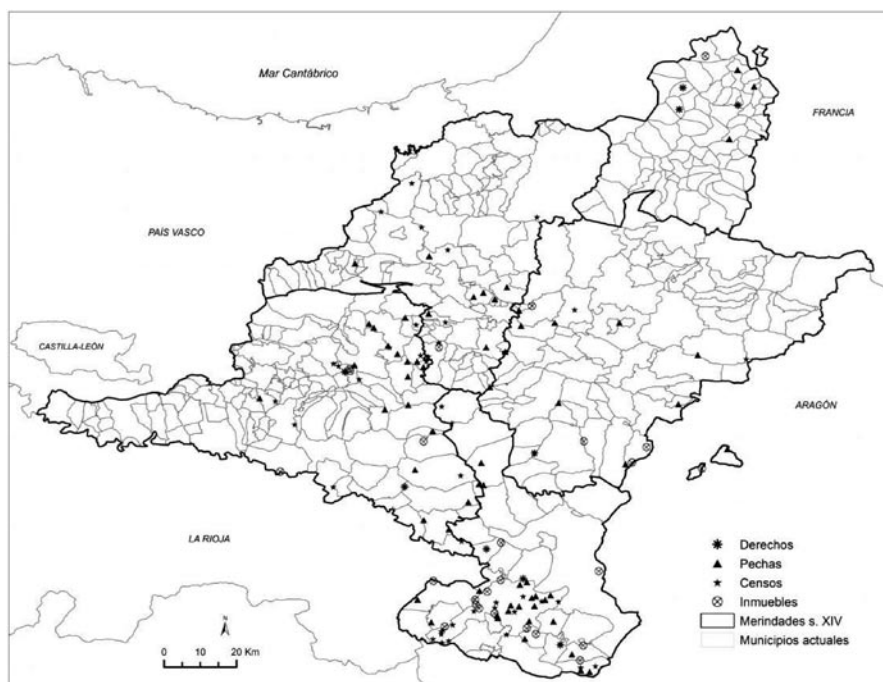 Mar Cantábrico
FRANCIA
PAÍS VASCO
CASTILLA-LEÓN
ARAGÓN
LA RIOJA
Derechos
Pechas
Censos
Inmuebles
Merindades s. XIV
Municipios actuales
N
0 10 20 Km